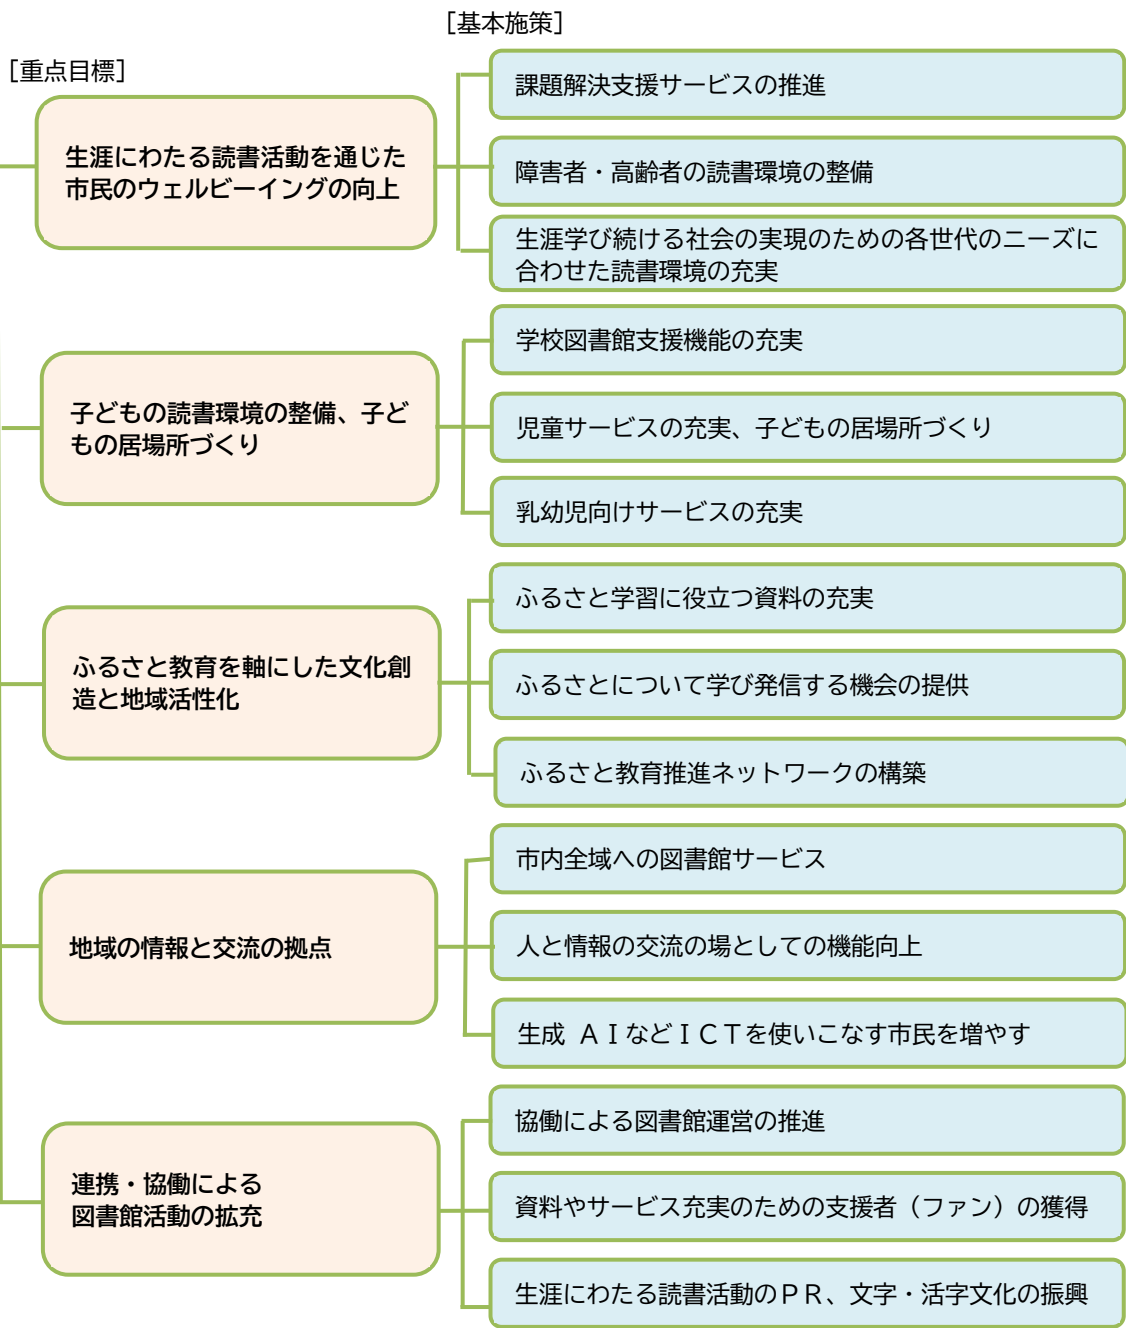 ［基本施策］
［重点目標］
生涯にわたる読書活動を通じた
市民のウェルビーイングの向上
課題解決支援サービスの推進
障害者・高齢者の読書環境の整備
生涯学び続ける社会の実現のための各世代のニーズに
合わせた読書環境の充実
子どもの読書環境の整備、子ど
もの居場所づくり
学校図書館支援機能の充実
児童サービスの充実、子どもの居場所づくり
乳幼児向けサービスの充実
ふるさと教育を軸にした文化創
造と地域活性化
ふるさと学習に役立つ資料の充実
ふるさとについて学び発信する機会の提供
ふるさと教育推進ネットワークの構築
地域の情報と交流の拠点
市内全域への図書館サービス
人と情報の交流の場としての機能向上
生成 ＡＩなどＩＣＴを使いこなす市民を増やす
連携・協働による
図書館活動の拡充
協働による図書館運営の推進
資料やサービス充実のための支援者（ファン）の獲得
生涯にわたる読書活動のＰＲ、文字・活字文化の振興